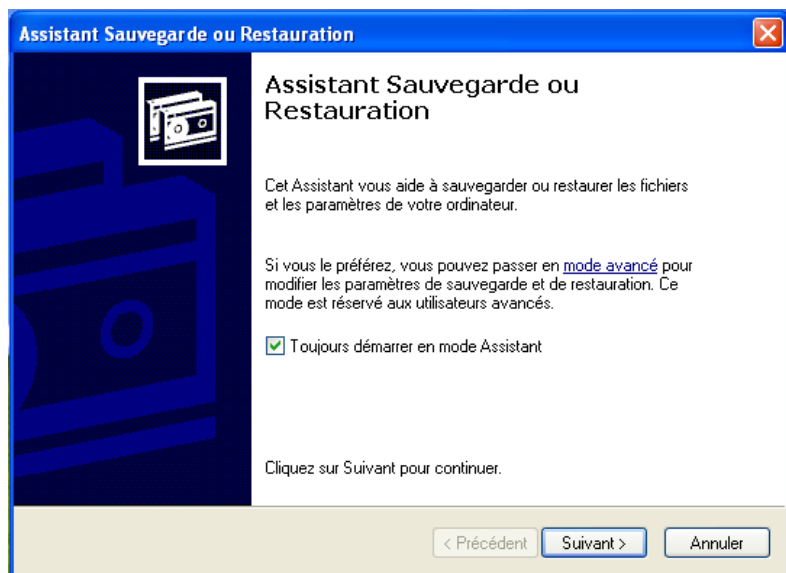 Assistant Sauvegarde ou Restauration
Assistant Sauvegarde ou
Restauration
Cet Assistant vous aide à sauvegarder ou restaurer les fichiers
et les paramètres de votre ordinateur.
Si vous le préférez, vous pouvez passer en mode avancé pour
modifier les paramètres de sauvegarde et de restauration. Ce
mode est réservé aux utilisateurs avancés.
Toujours démarrer en mode Assistant
Cliquez sur Suivant pour continuer.
< Précédent Suivant > Annuler